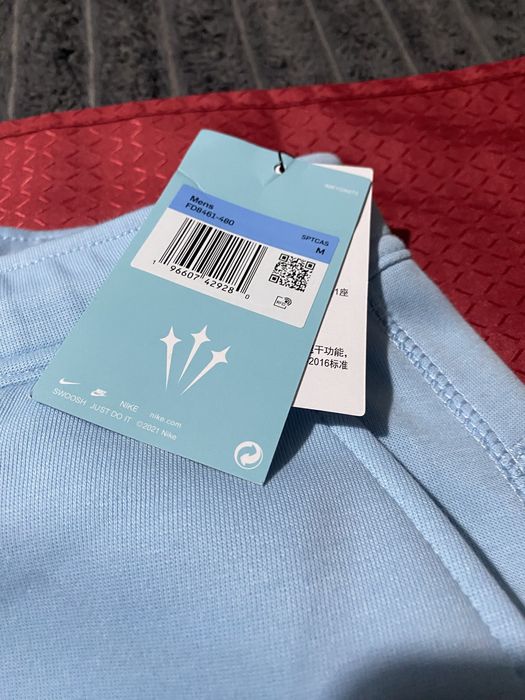 Mens
FD8461-480
SPTCAS
M
1 96607 42928 0
1座
干功能，
2016标准
NIKE
nike.com
SWOOSH JUST DO IT ©2021 Nike